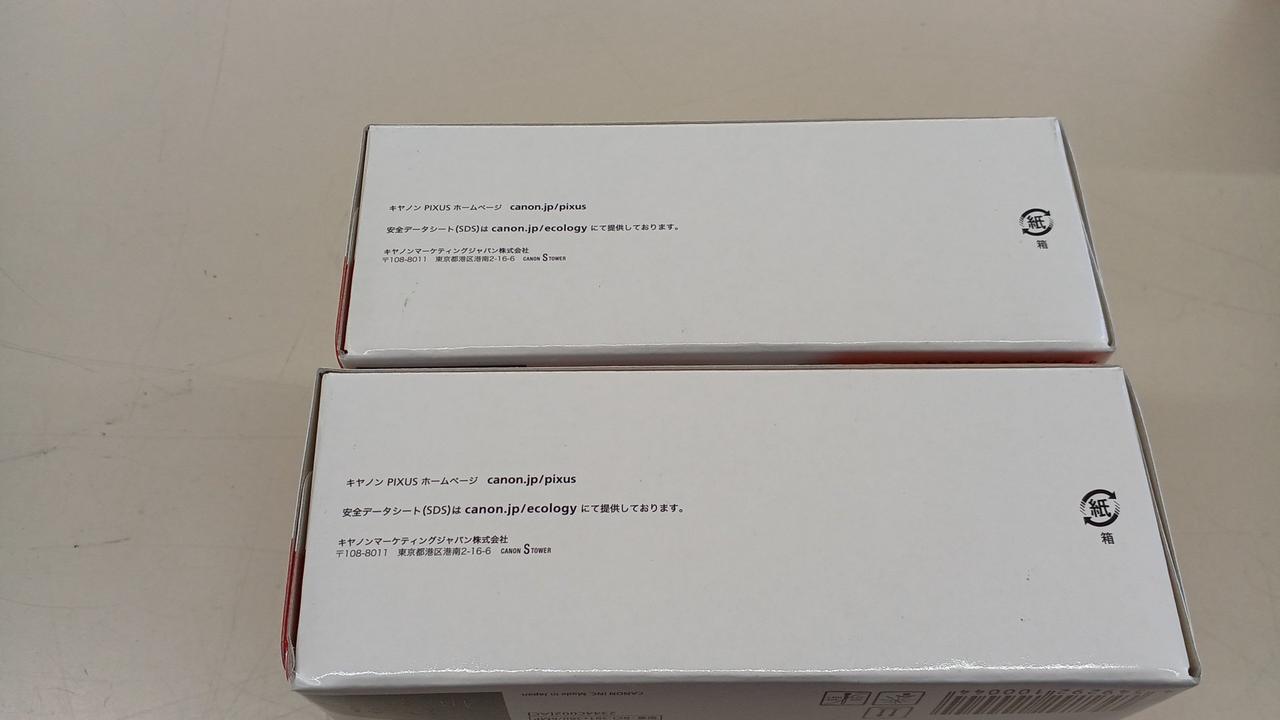 キヤノン PIXUS ホームページ canon.jp/pixus
安全データシート(SDS)は canon.jp/ecology にて提供しております。
キヤノンマーケティングジャパン株式会社
〒108-8011 東京都港区港南2-16-6 CANON S TOWER
紙
箱
キヤノン PIXUS ホームページ canon.jp/pixus
安全データシート(SDS)は canon.jp/ecology にて提供しております。
キヤノンマーケティングジャパン株式会社
〒108-8011 東京都港区港南2-16-6 CANON S TOWER
紙
箱
CANON INC. Made in Japan